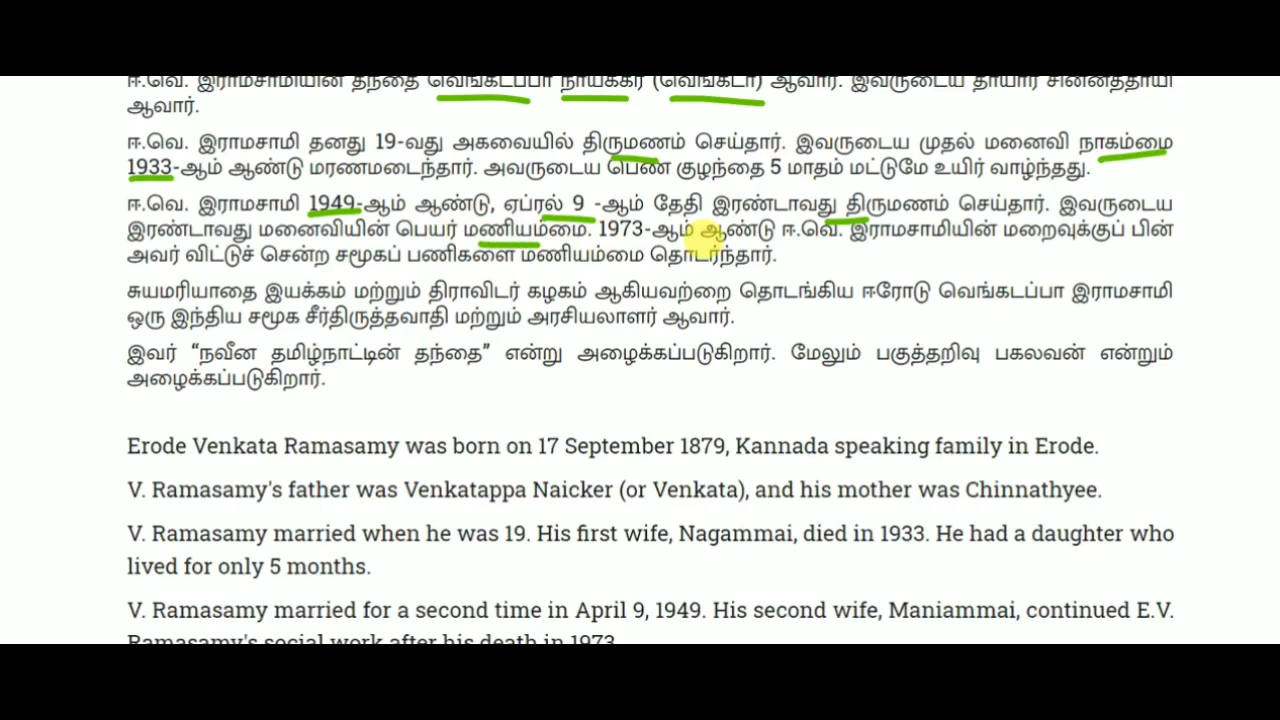 ஈ.வெ. இராமசாமியின் தந்தை வெங்கடப்பா நாயக்கர் (வெங்கடா) ஆவார். இவருடைய தாயார் சின்னத்தாயி
ஆவார்.
ஈ.வெ. இராமசாமி தனது 19-வது அகவையில் திருமணம் செய்தார். இவருடைய முதல் மனைவி நாகம்மை
1933-ஆம் ஆண்டு மரணமடைந்தார். அவருடைய பெண் குழந்தை 5 மாதம் மட்டுமே உயிர் வாழ்ந்தது.
ஈ.வெ. இராமசாமி 1949-ஆம் ஆண்டு, ஏப்ரல் 9 -ஆம் தேதி இரண்டாவது திருமணம் செய்தார். இவருடைய
இரண்டாவது மனைவியின் பெயர் மணியம்மை. 1973-ஆம் ஆண்டு ஈ.வெ. இராமசாமியின் மறைவுக்குப் பின்
அவர் விட்டுச் சென்ற சமூகப் பணிகளை மணியம்மை தொடர்ந்தார்.
சுயமரியாதை இயக்கம் மற்றும் திராவிடர் கழகம் ஆகியவற்றை தொடங்கிய ஈரோடு வெங்கடப்பா இராமசாமி
ஒரு இந்திய சமூக சீர்திருத்தவாதி மற்றும் அரசியலாளர் ஆவார்.
இவர் “நவீன தமிழ்நாட்டின் தந்தை” என்று அழைக்கப்படுகிறார். மேலும் பகுத்தறிவு பகலவன் என்றும்
அழைக்கப்படுகிறார்.
Erode Venkata Ramasamy was born on 17 September 1879, Kannada speaking family in Erode.
V. Ramasamy's father was Venkatappa Naicker (or Venkata), and his mother was Chinnathyee.
V. Ramasamy married when he was 19. His first wife, Nagammai, died in 1933. He had a daughter who
lived for only 5 months.
V. Ramasamy married for a second time in April 9, 1949. His second wife, Maniammai, continued E.V.
Ramasamy's social work after his death in 1973.